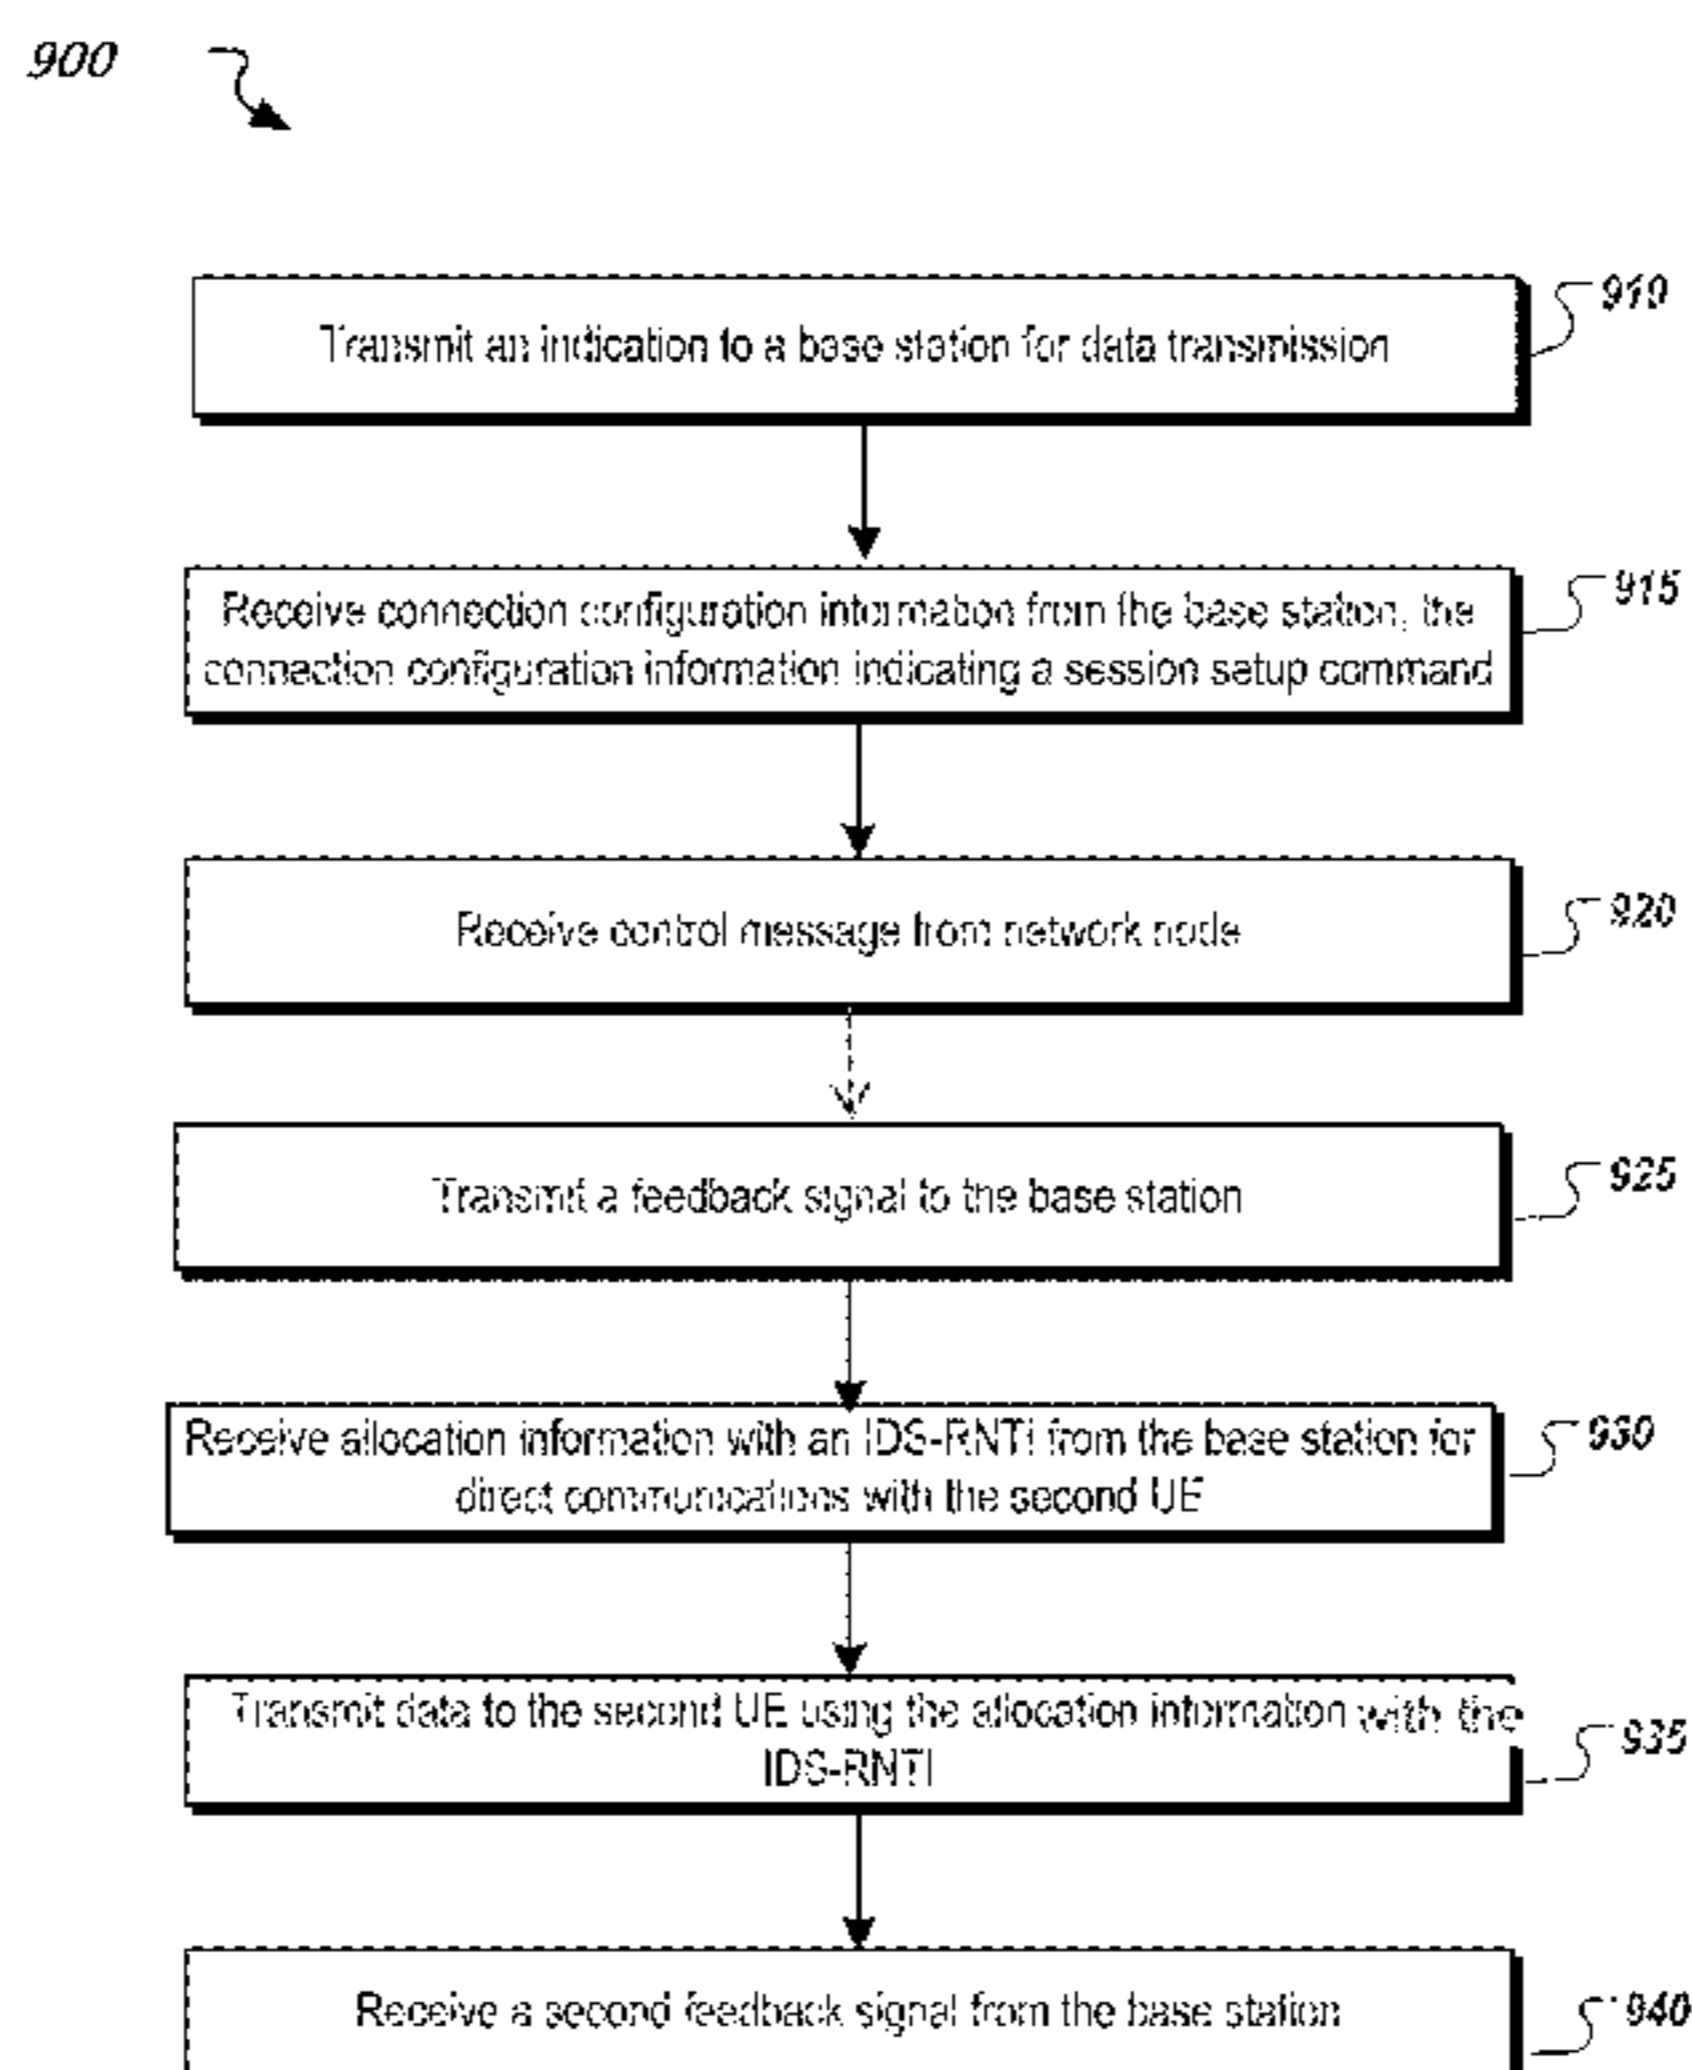 900
910
Transmit an indication to a base station for data transmission
915
Receive connection configuration information from the base station, the
connection configuration information indicating a session setup command
920
Receive control message from network node
925
Transmit a feedback signal to the base station
930
Receive allocation information with an IDS-RNTI from the base station for
direct communications with the second UE
935
Transmit data to the second UE using the allocation information with the
IDS-RNTI
940
Receive a second feedback signal from the base station